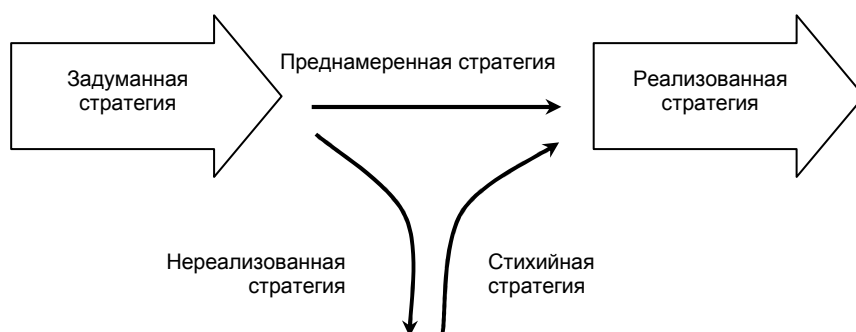 Задуманная
стратегия
Преднамеренная стратегия
Реализованная
стратегия
Нереализованная
стратегия
Стихийная
стратегия